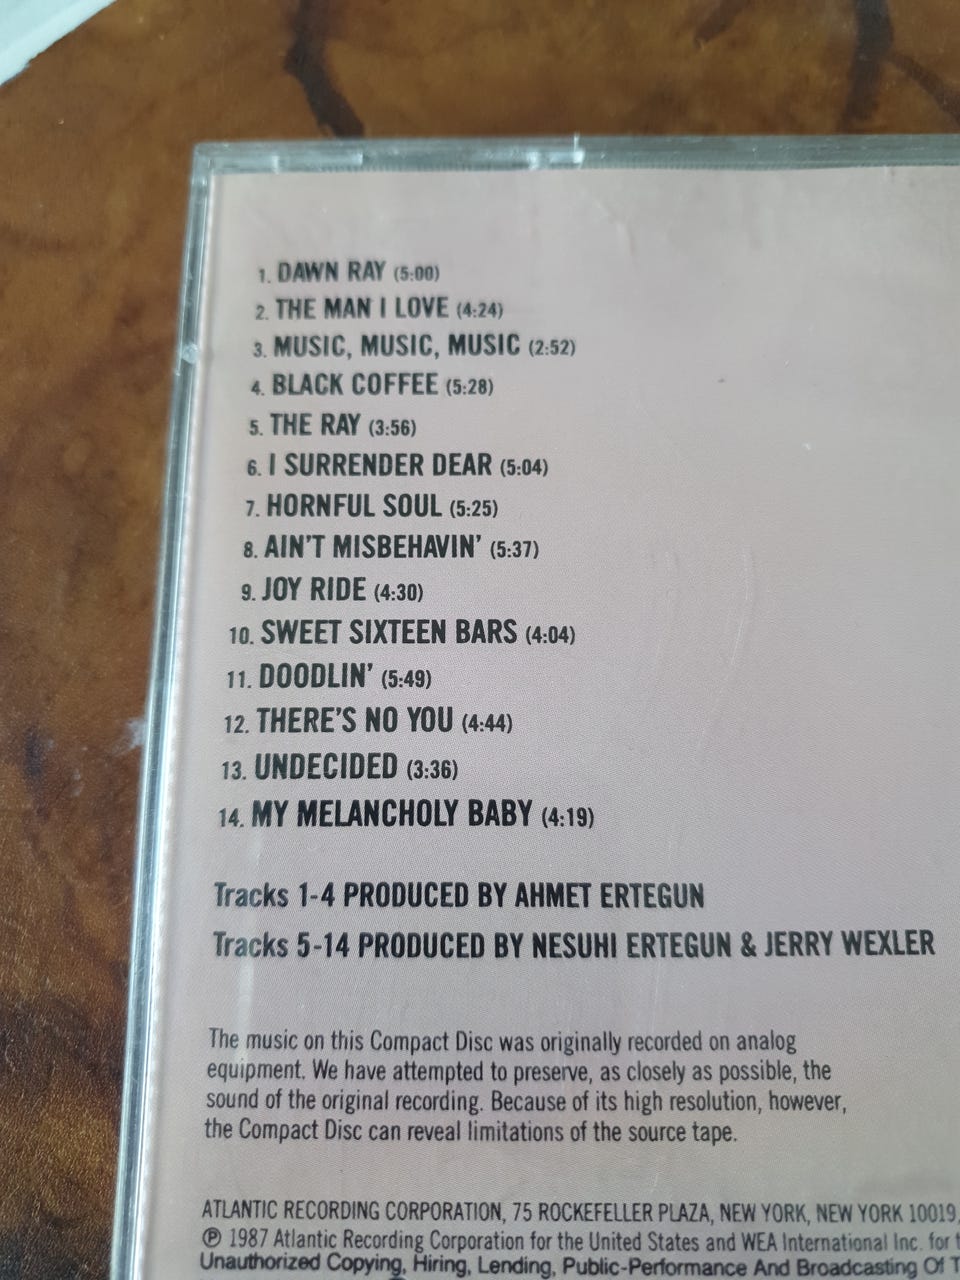 1. DAWN RAY (5:00)
2. THE MAN I LOVE (4:24)
3. MUSIC, MUSIC, MUSIC (2:52)
4. BLACK COFFEE (5:28)
5. THE RAY (3:56)
6. I SURRENDER DEAR (5:04)
7. HORNFUL SOUL (5:25)
8. AIN'T MISBEHAVIN' (5:37)
9. JOY RIDE (4:30)
10. SWEET SIXTEEN BARS (4:04)
11. DOODLIN' (5:49)
12. THERE'S NO YOU (4:44)
13. UNDECIDED (3:36)
14. MY MELANCHOLY BABY (4:19)
Tracks 1-4 PRODUCED BY AHMET ERTEGUN
Tracks 5-14 PRODUCED BY NESUHI ERTEGUN & JERRY WEXLER
The music on this Compact Disc was originally recorded on analog
equipment. We have attempted to preserve, as closely as possible, the
sound of the original recording. Because of its high resolution, however,
the Compact Disc can reveal limitations of the source tape.
ATLANTIC RECORDING CORPORATION, 75 ROCKEFELLER PLAZA, NEW YORK, NEW YORK 10019,
℗ 1987 Atlantic Recording Corporation for the United States and WEA International Inc. for
Unauthorized Copying, Hiring, Lending, Public-Performance And Broadcasting Of